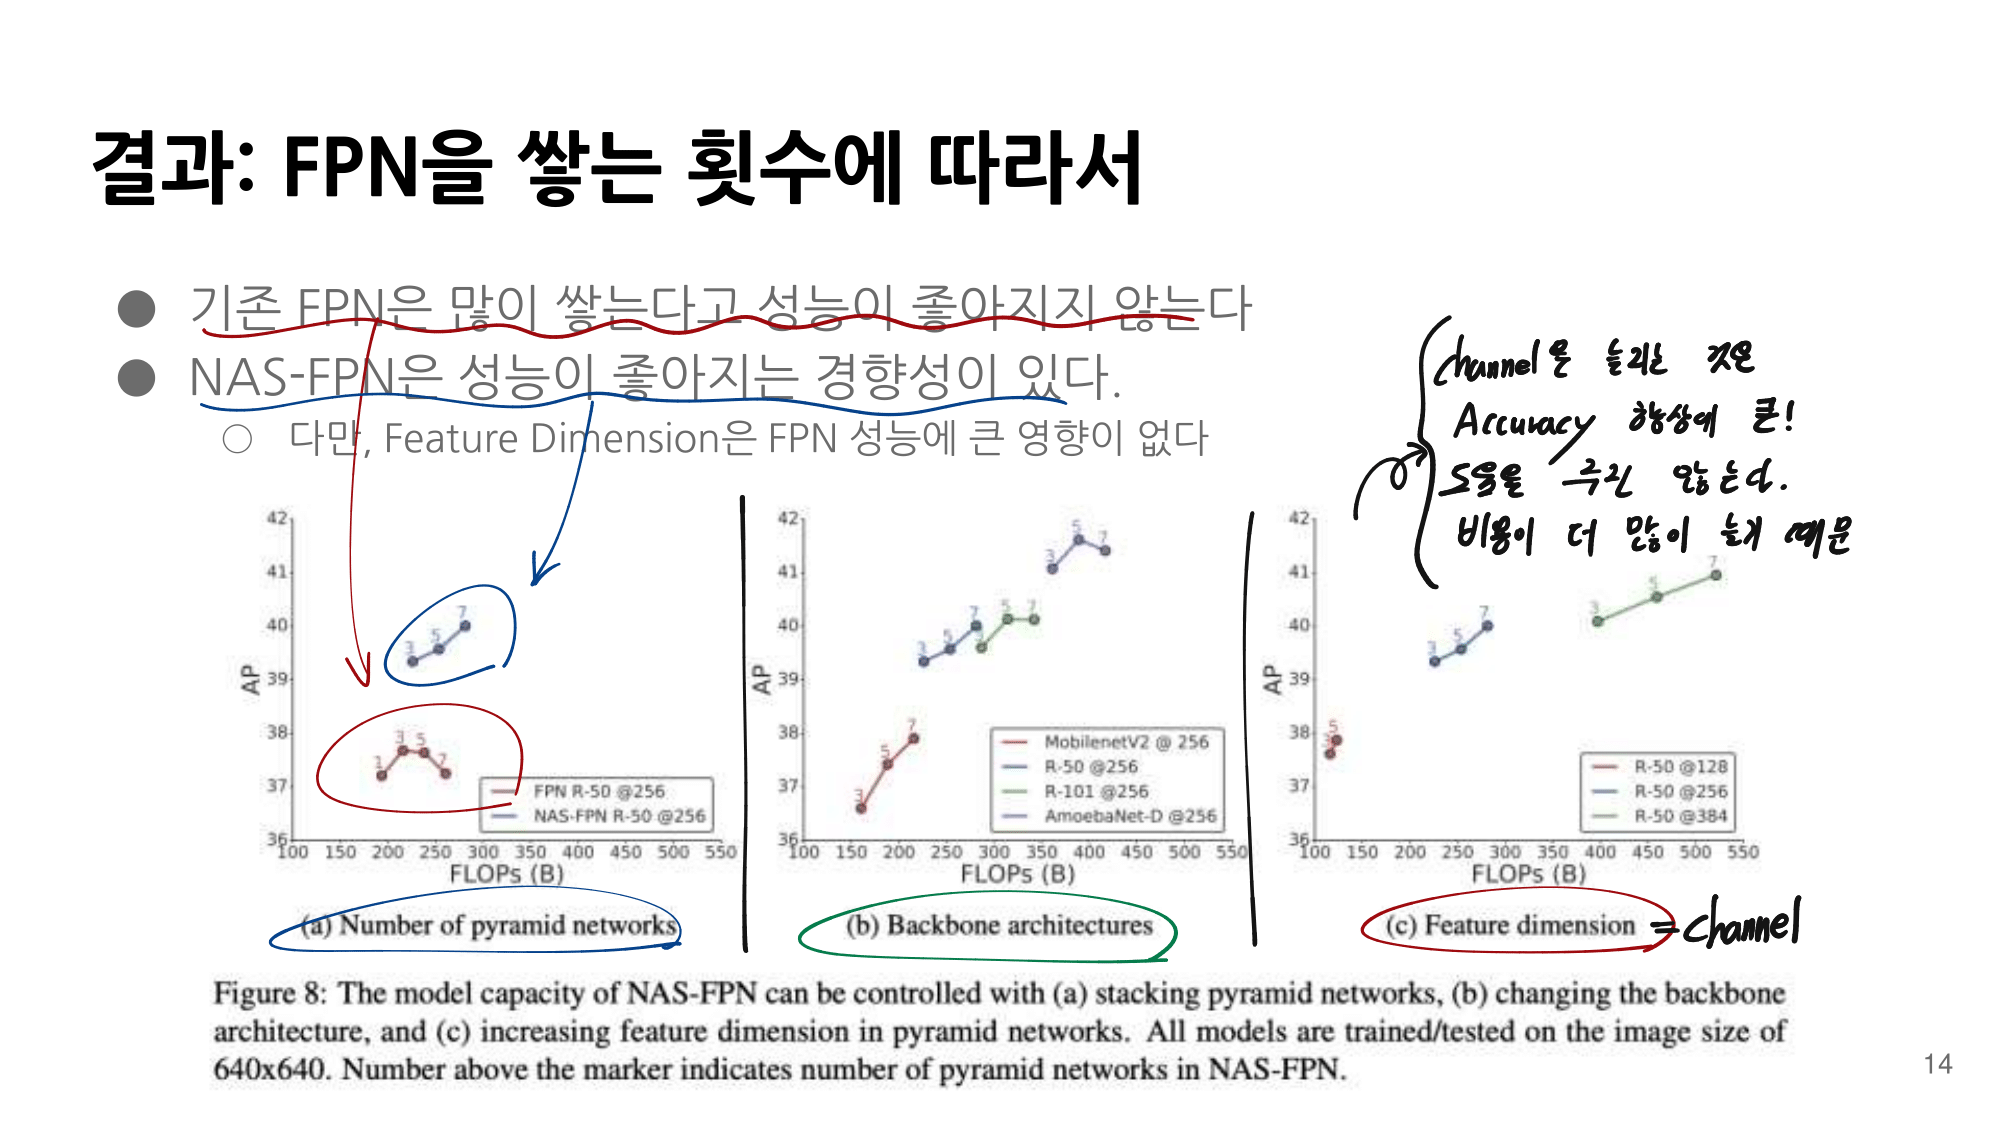 결과: FPN을 쌓는 횟수에 따라서
● 기존 FPN은 많이 쌓는다고 성능이 좋아지지 않는다
● NAS-FPN은 성능이 좋아지는 경향성이 있다.
○ 다만, Feature Dimension은 FPN 성능에 큰 영향이 없다
channel을 늘리는 것은
Accuracy 향상에 큰!
도움을 주진 않는다.
비용이 더 많이 늘기 때문
42
41
40
39
38
37
36
AP
3 5 7
1 3 5 7
FPN R-50 @256
NAS-FPN R-50 @256
100 150 200 250 300 350 400 450 500 550
FLOPs (B)
(a) Number of pyramid networks
42
41
40
39
38
37
36
AP
3 5 7
3 5 7
5 7
3 5 7
MobilenetV2 @ 256
R-50 @256
R-101 @256
AmoebaNet-D @256
100 150 200 250 300 350 400 450 500 550
FLOPs (B)
(b) Backbone architectures
42
41
40
39
38
37
36
AP
3 5 7
3 5 7
5
R-50 @128
R-50 @256
R-50 @384
100 150 200 250 300 350 400 450 500 550
FLOPs (B)
(c) Feature dimension = channel
Figure 8: The model capacity of NAS-FPN can be controlled with (a) stacking pyramid networks, (b) changing the backbone
architecture, and (c) increasing feature dimension in pyramid networks. All models are trained/tested on the image size of
640x640. Number above the marker indicates number of pyramid networks in NAS-FPN.
14